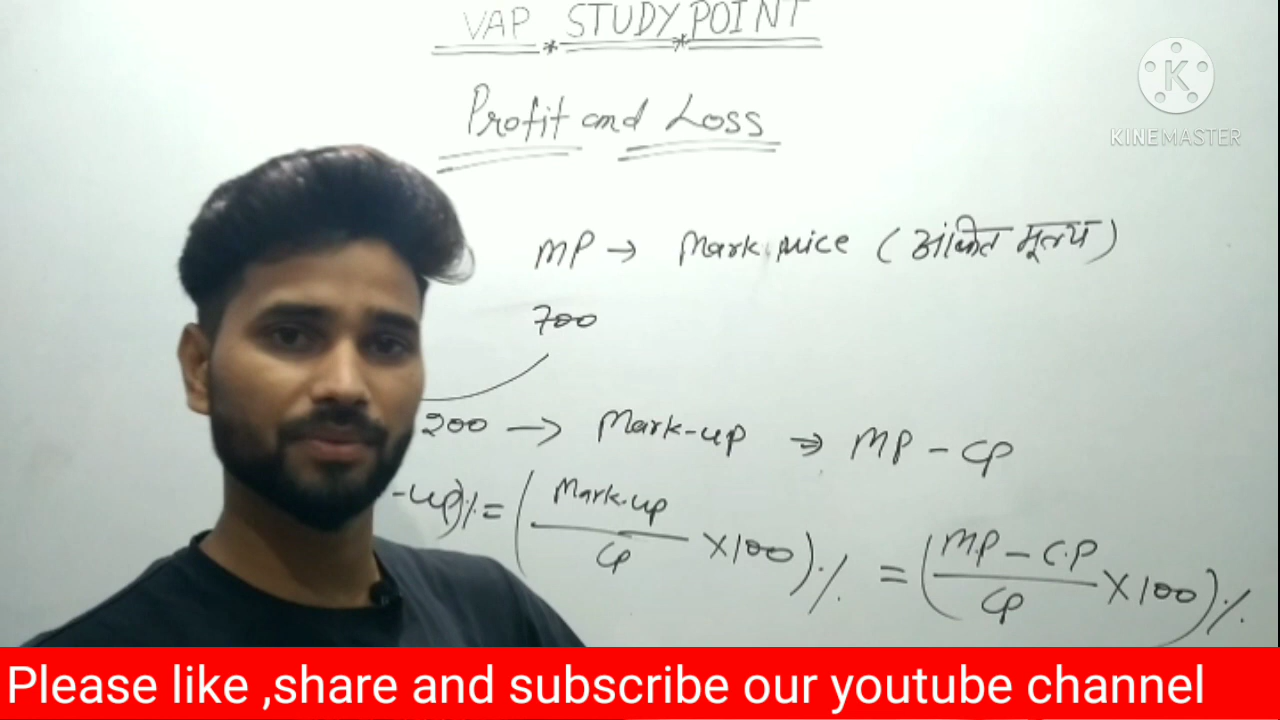 VAP * STUDY * POINT
Profit and Loss
K
KINEMASTER
MP → Mark price (अंकित मूल्य)
700
200 → Mark-up → MP - CP
-up)% = (Mark-up / CP × 100)% = (M.P - C.P / CP × 100)%
Please like ,share and subscribe our youtube channel